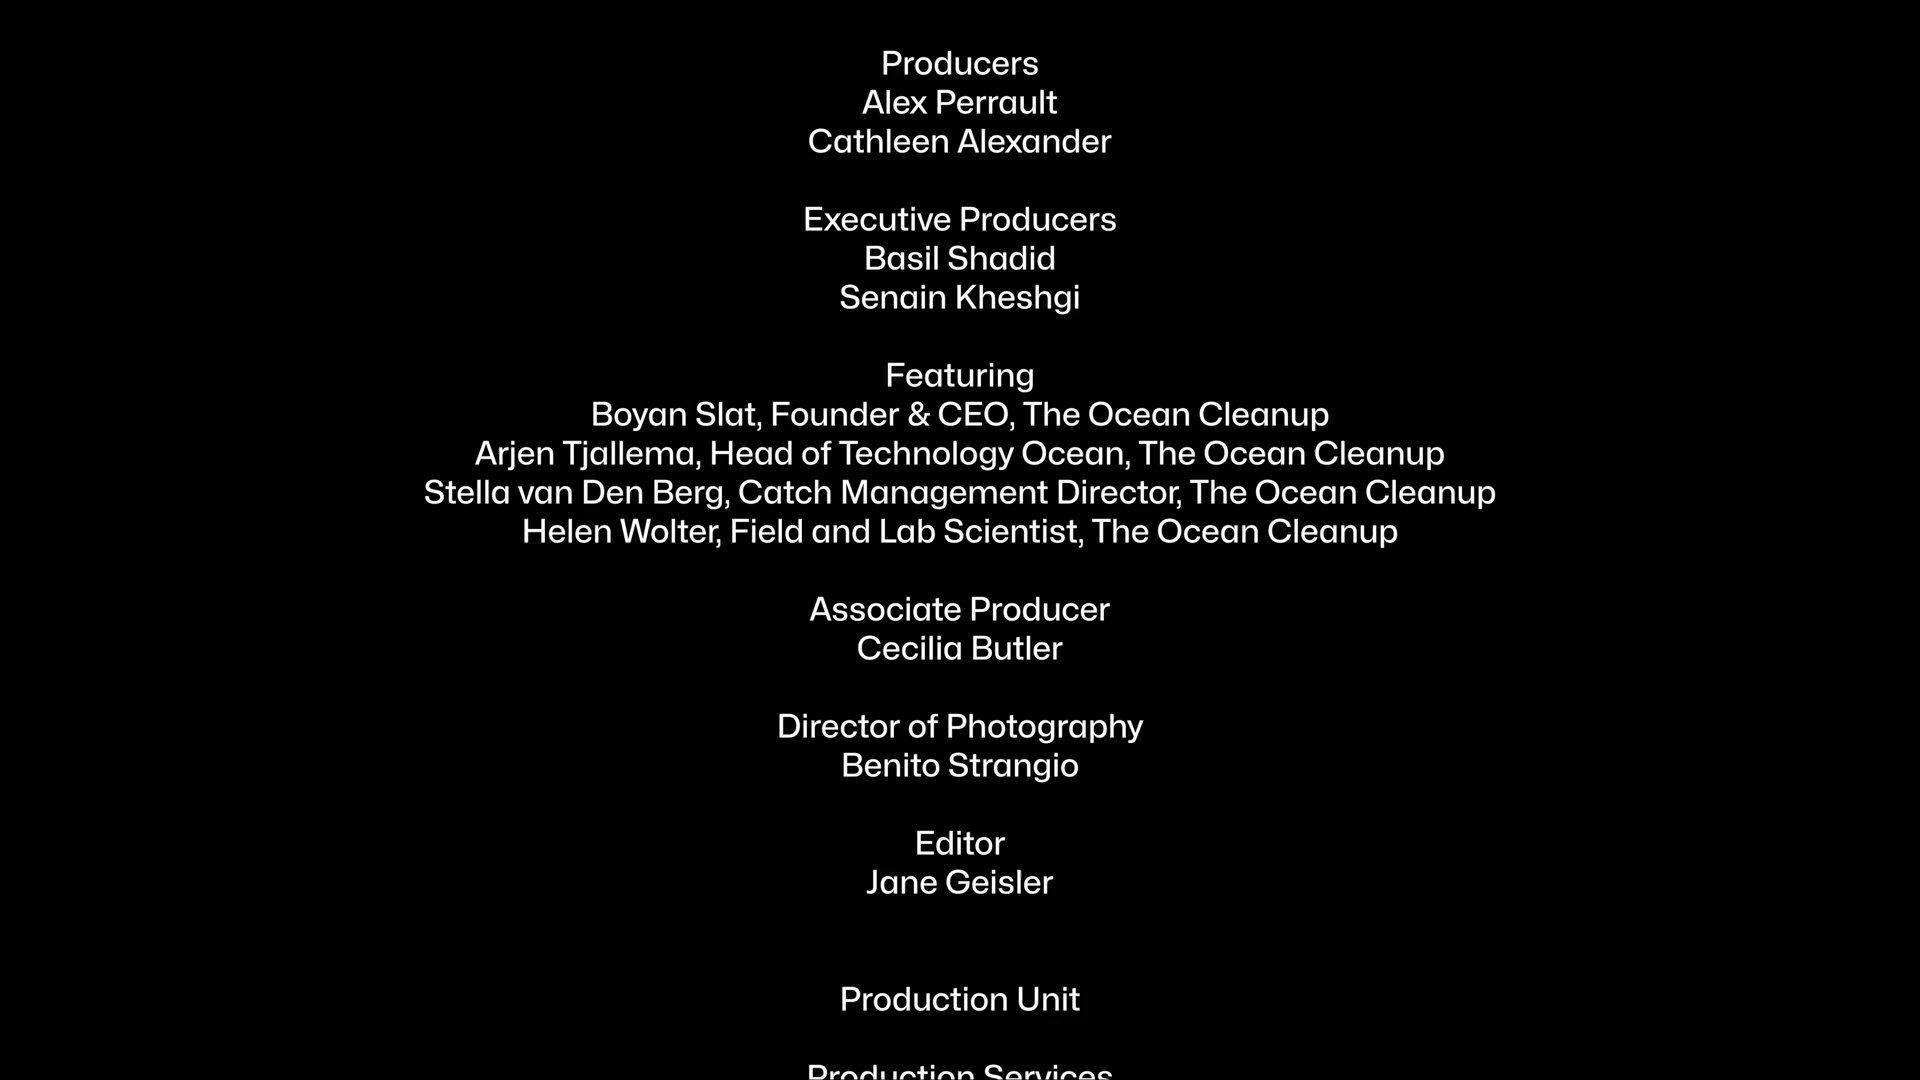 Producers
Alex Perrault
Cathleen Alexander
Executive Producers
Basil Shadid
Senain Kheshgi
Featuring
Boyan Slat, Founder & CEO, The Ocean Cleanup
Arjen Tjallema, Head of Technology Ocean, The Ocean Cleanup
Stella van Den Berg, Catch Management Director, The Ocean Cleanup
Helen Wolter, Field and Lab Scientist, The Ocean Cleanup
Associate Producer
Cecilia Butler
Director of Photography
Benito Strangio
Editor
Jane Geisler
Production Unit
Production Services